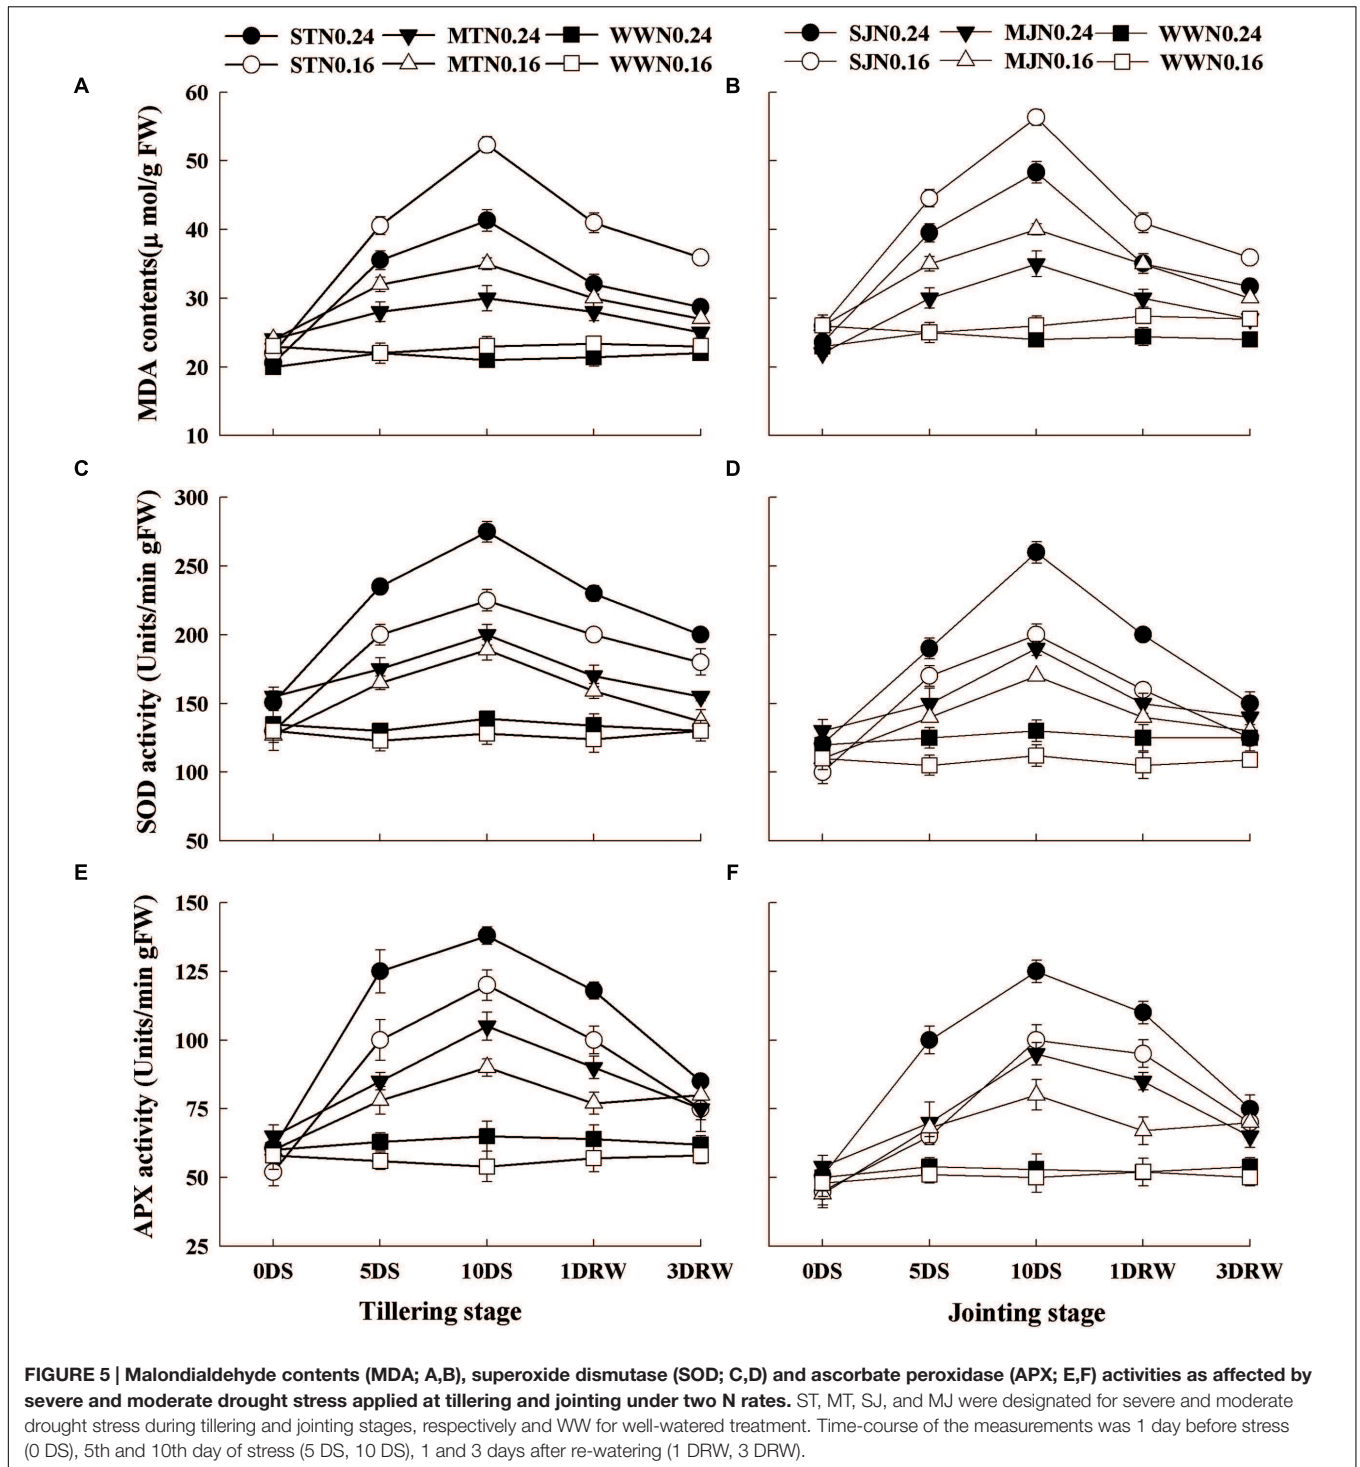 STN0.24 MTN0.24 WWN0.24
STN0.16 MTN0.16 WWN0.16
SJN0.24 MJN0.24 WWN0.24
SJN0.16 MJN0.16 WWN0.16
A
MDA contents(μ mol/g FW)
60
50
40
30
20
10
B
C
SOD activity (Units/min gFW)
300
250
200
150
100
50
D
E
APX activity (Units/min gFW)
150
125
100
75
50
25
F
0DS 5DS 10DS 1DRW 3DRW
Tillering stage
0DS 5DS 10DS 1DRW 3DRW
Jointing stage
FIGURE 5 | Malondialdehyde contents (MDA; A,B), superoxide dismutase (SOD; C,D) and ascorbate peroxidase (APX; E,F) activities as affected by
severe and moderate drought stress applied at tillering and jointing under two N rates. ST, MT, SJ, and MJ were designated for severe and moderate
drought stress during tillering and jointing stages, respectively and WW for well-watered treatment. Time-course of the measurements was 1 day before stress
(0 DS), 5th and 10th day of stress (5 DS, 10 DS), 1 and 3 days after re-watering (1 DRW, 3 DRW).